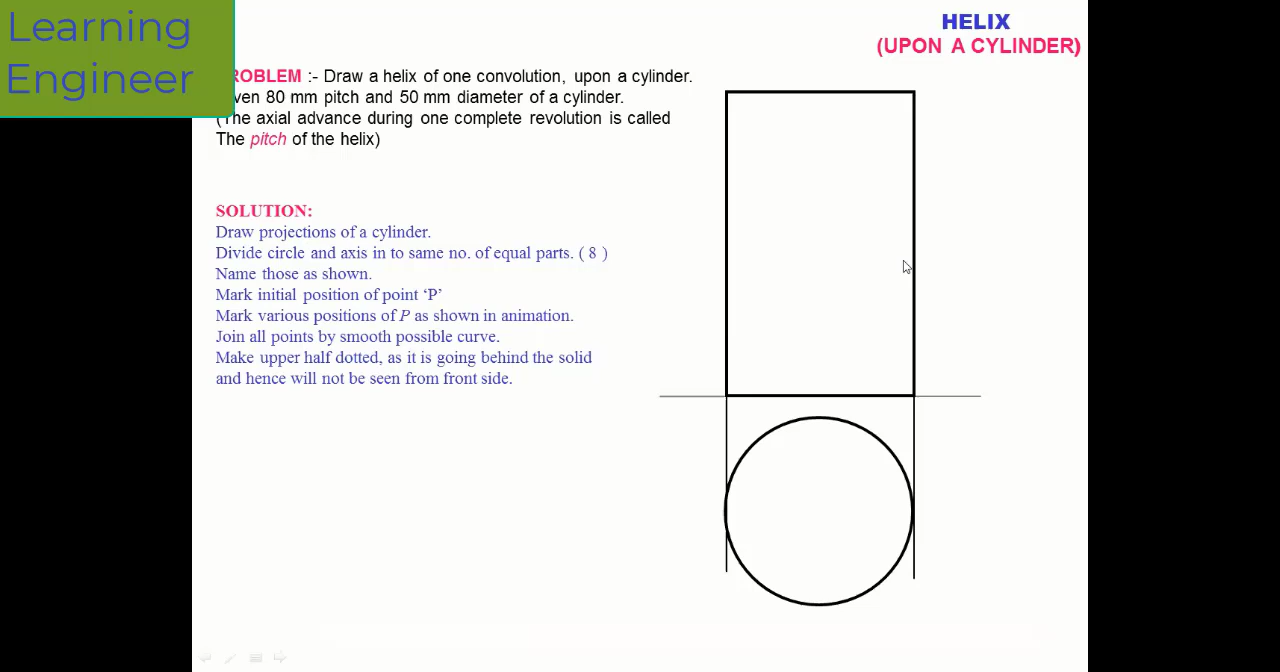 Learning
Engineer
HELIX
(UPON A CYLINDER)
ROBLEM :- Draw a helix of one convolution, upon a cylinder.
ven 80 mm pitch and 50 mm diameter of a cylinder.
(The axial advance during one complete revolution is called
The pitch of the helix)
SOLUTION:
Draw projections of a cylinder.
Divide circle and axis in to same no. of equal parts. ( 8 )
Name those as shown.
Mark initial position of point ‘P’
Mark various positions of P as shown in animation.
Join all points by smooth possible curve.
Make upper half dotted, as it is going behind the solid
and hence will not be seen from front side.